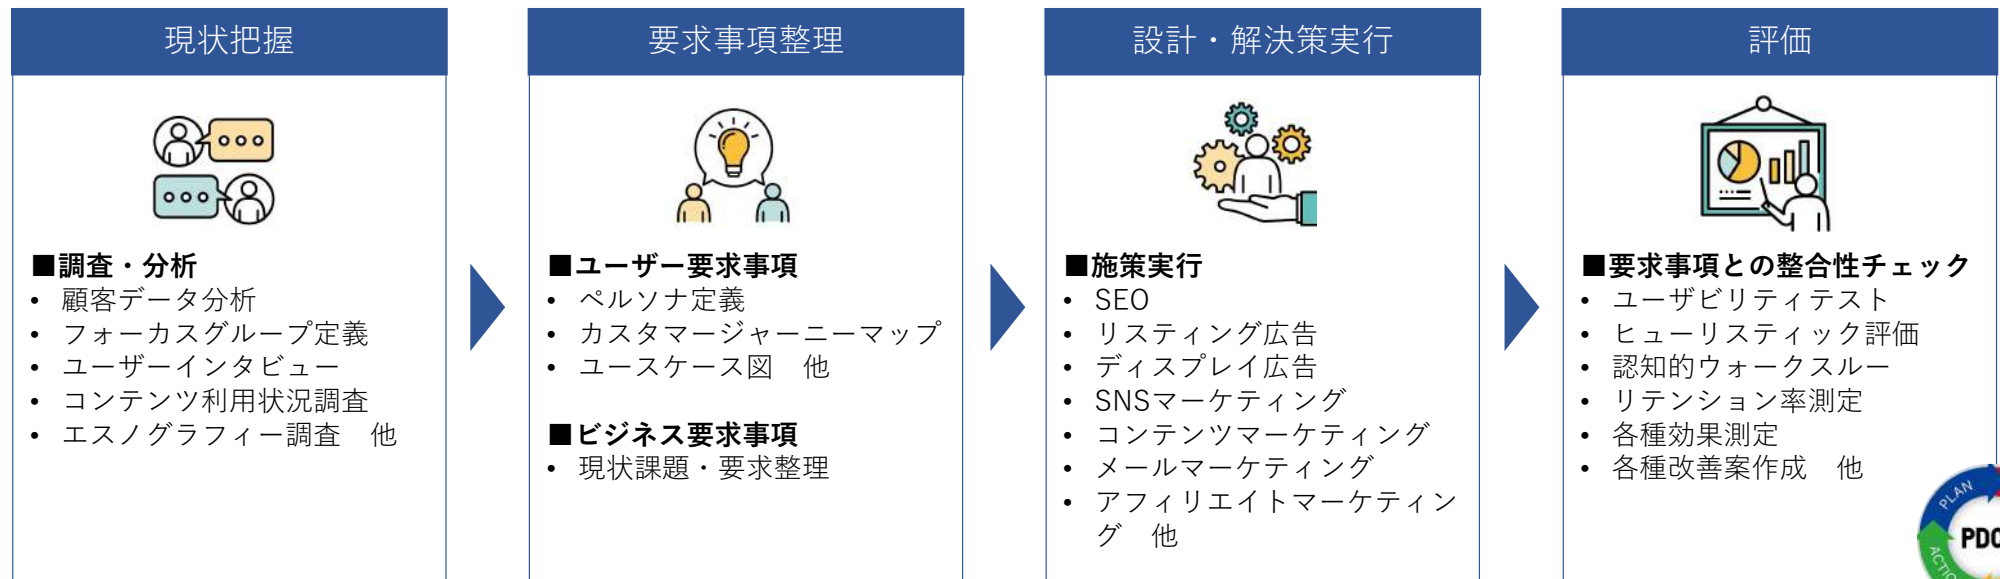 現状把握
■調査・分析
• 顧客データ分析
• フォーカスグループ定義
• ユーザーインタビュー
• コンテンツ利用状況調査
• エスノグラフィー調査　他
要求事項整理
■ユーザー要求事項
• ペルソナ定義
• カスタマージャーニーマップ
• ユースケース図　他
■ビジネス要求事項
• 現状課題・要求整理
設計・解決策実行
■施策実行
• SEO
• リスティング広告
• ディスプレイ広告
• SNSマーケティング
• コンテンツマーケティング
• メールマーケティング
• アフィリエイトマーケティン
グ　他
評価
■要求事項との整合性チェック
• ユーザビリティテスト
• ヒューリスティック評価
• 認知的ウォークスルー
• リテンション率測定
• 各種効果測定
• 各種改善案作成　他
PLAN
PDC
ACTIO